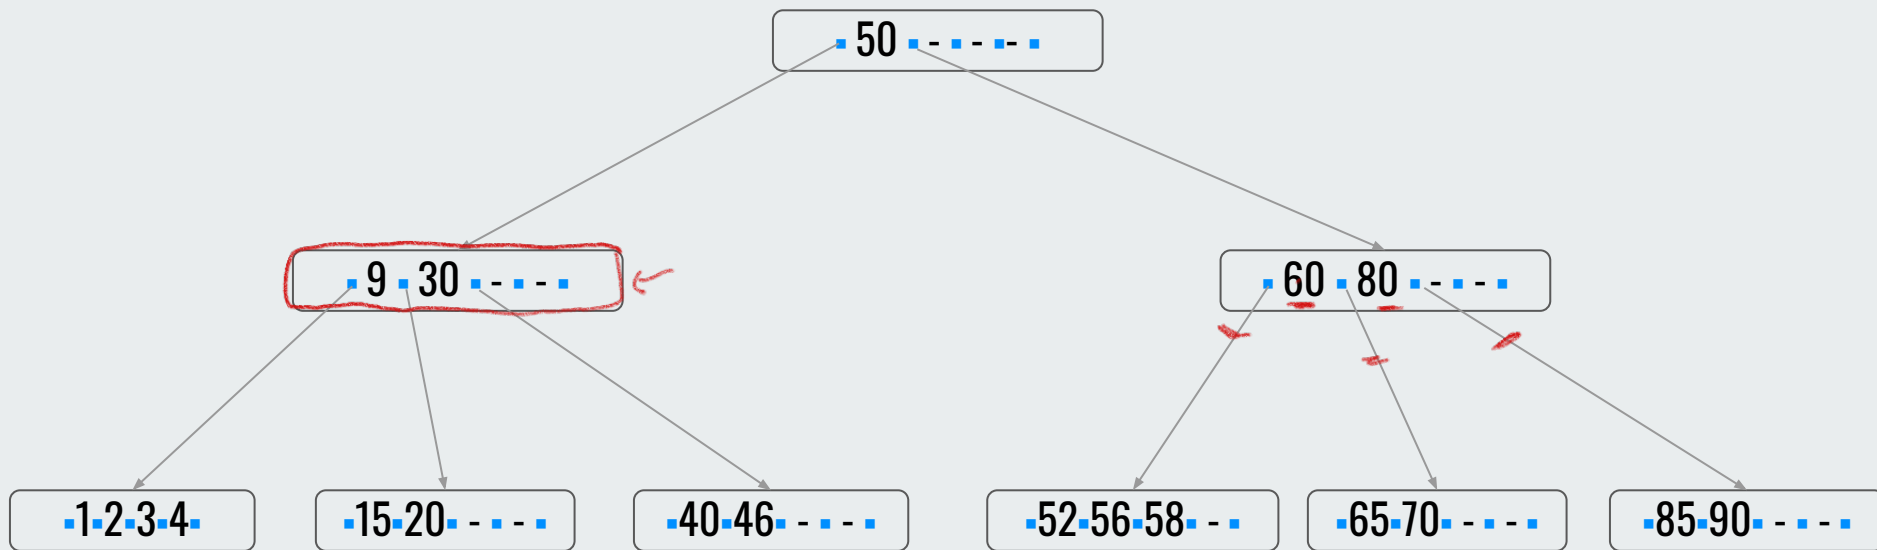 ▪ 50 ▪ - ▪ - ▪ - ▪
▪ 9 ▪ 30 ▪ - ▪ - ▪
▪ 60 ▪ 80 ▪ - ▪ - ▪
▪1▪2▪3▪4▪
▪15▪20▪ - ▪ - ▪
▪40▪46▪ - ▪ - ▪
▪52▪56▪58▪ - ▪
▪65▪70▪ - ▪ - ▪
▪85▪90▪ - ▪ - ▪